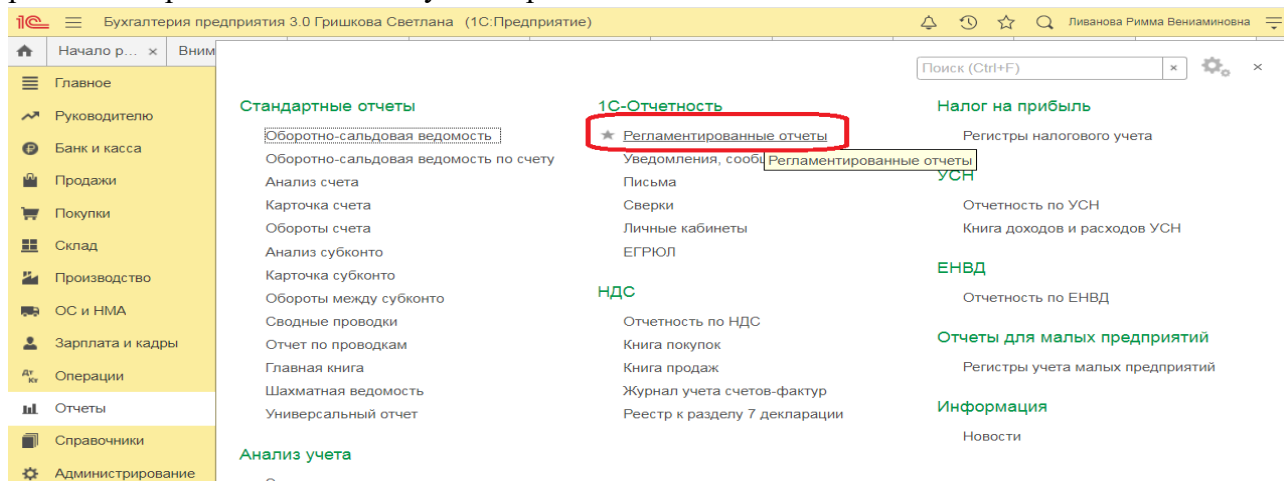 1С Бухгалтерия предприятия 3.0 Гришкова Светлана (1С:Предприятие) Ливанова Римма Вениаминовна
Начало р... × Вним
Поиск (Ctrl+F) × ×
Главное
Руководителю
Банк и касса
Продажи
Покупки
Склад
Производство
ОС и НМА
Зарплата и кадры
Дт Кт Операции
Отчеты
Справочники
Администрирование
Стандартные отчеты
Оборотно-сальдовая ведомость
Оборотно-сальдовая ведомость по счету
Анализ счета
Карточка счета
Обороты счета
Анализ субконто
Карточка субконто
Обороты между субконто
Сводные проводки
Отчет по проводкам
Главная книга
Шахматная ведомость
Универсальный отчет
Анализ учета
1С-Отчетность
Регламентированные отчеты
Уведомления, сооб
Регламентированные отчеты
Письма
Сверки
Личные кабинеты
ЕГРЮЛ
НДС
Отчетность по НДС
Книга покупок
Книга продаж
Журнал учета счетов-фактур
Реестр к разделу 7 декларации
Налог на прибыль
Регистры налогового учета
УСН
Отчетность по УСН
Книга доходов и расходов УСН
ЕНВД
Отчетность по ЕНВД
Отчеты для малых предприятий
Регистры учета малых предприятий
Информация
Новости